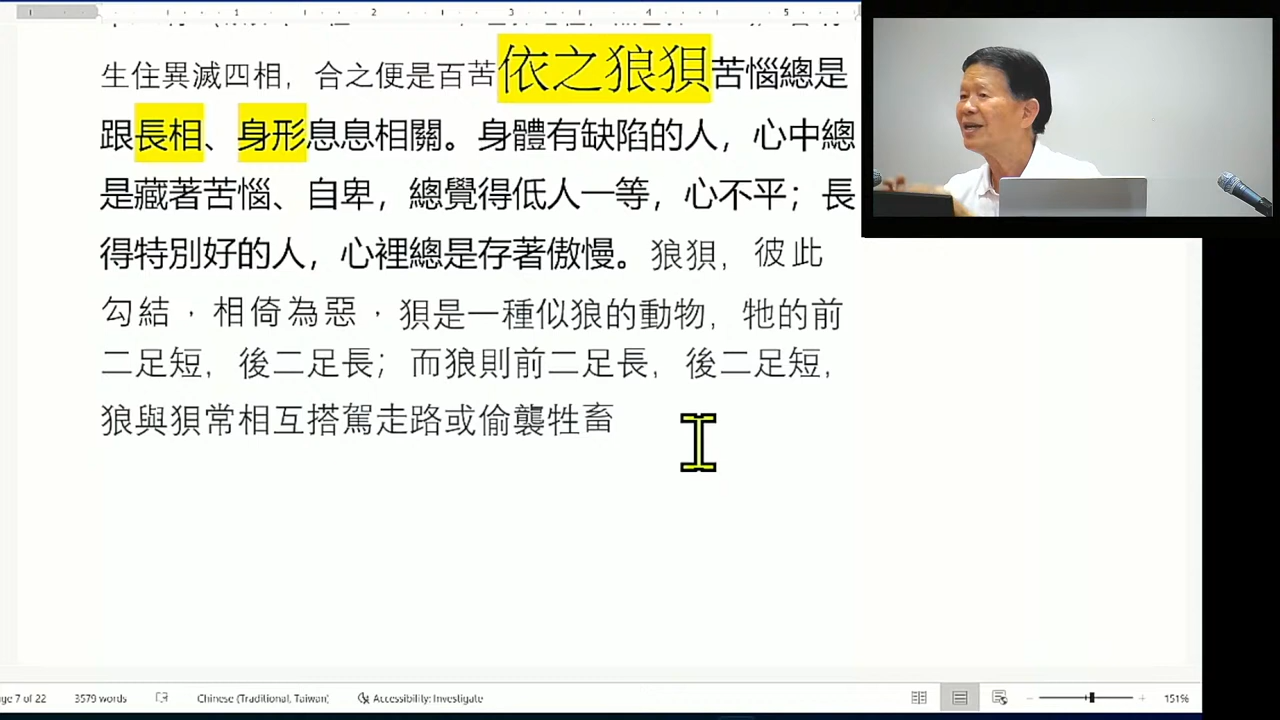 生住異滅四相，合之便是百苦依之狼狽苦惱總是
跟長相、身形息息相關。身體有缺陷的人，心中總
是藏著苦惱、自卑，總覺得低人一等，心不平；長
得特別好的人，心裡總是存著傲慢。狼狽，彼此
勾結，相倚為惡，狽是一種似狼的動物，牠的前
二足短，後二足長；而狼則前二足長，後二足短，
狼與狽常相互搭駕走路或偷襲牲畜
ge 7 of 22 3579 words Chinese (Traditional, Taiwan) Accessibility: Investigate 151%